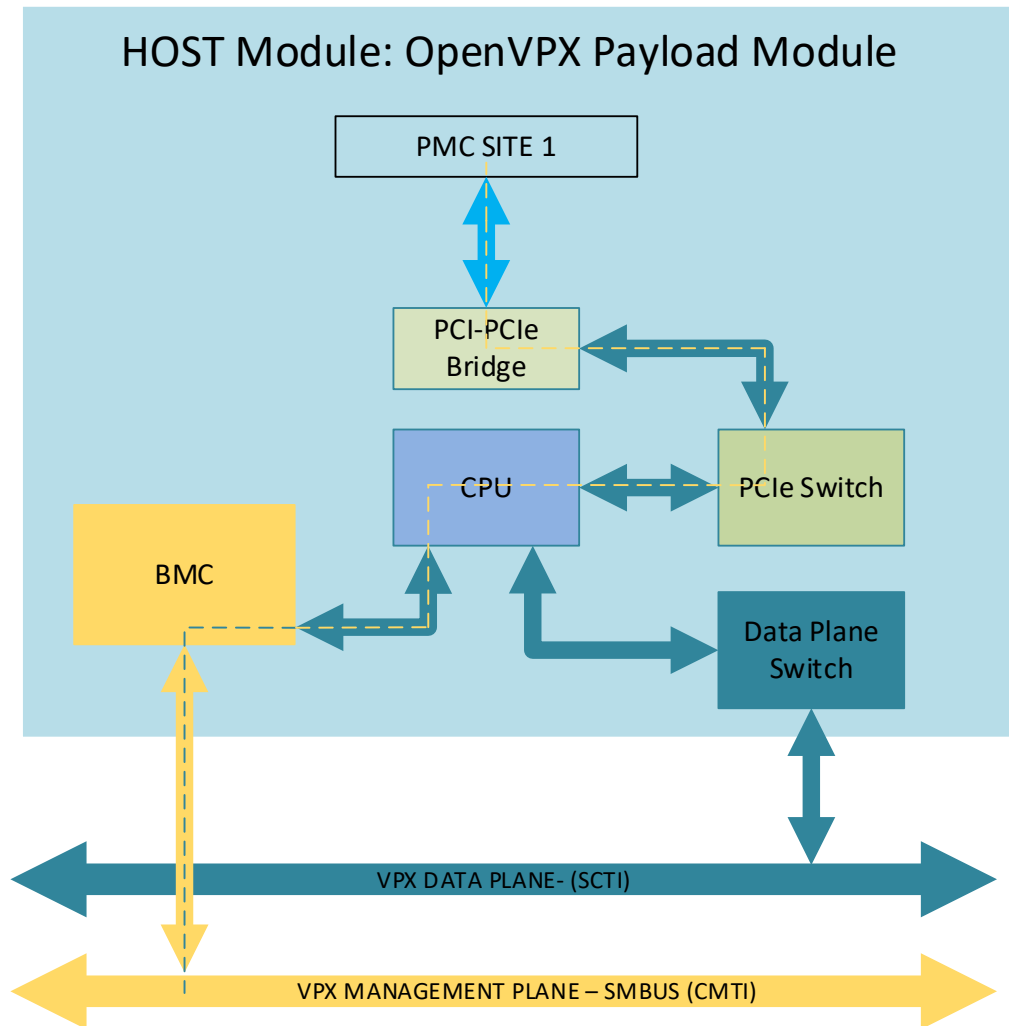 HOST Module: OpenVPX Payload Module
PMC SITE 1
PCI-PCIe
Bridge
CPU
PCIe Switch
BMC
Data Plane
Switch
VPX DATA PLANE- (SCTI)
VPX MANAGEMENT PLANE – SMBUS (CMTI)